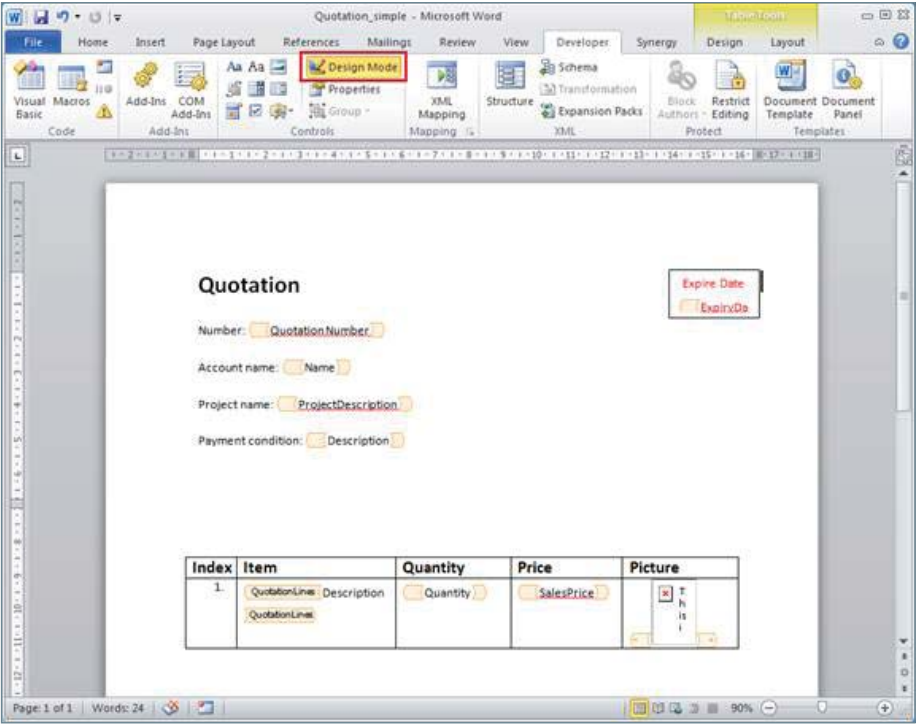 Quotation_simple - Microsoft Word
Table Tools
File Home Insert Page Layout References Mailings Review View Developer Synergy Design Layout
Visual Basic
Macros
Code
Add-Ins
COM Add-Ins
Add-Ins
Aa Aa
Design Mode
Properties
Group
Controls
XML Mapping
Mapping
Structure
Schema
Transformation
Expansion Packs
XML
Block Authors
Restrict Editing
Protect
Document Template
Document Panel
Templates
Quotation
Expire Date
ExpiryDa
Number: QuotationNumber
Account name: Name
Project name: ProjectDescription
Payment condition: Description
Index Item Quantity Price Picture
1. QuotationLines Description Quantity SalesPrice
QuotationLines
T
h
is
i
Page: 1 of 1 Words: 24 90%